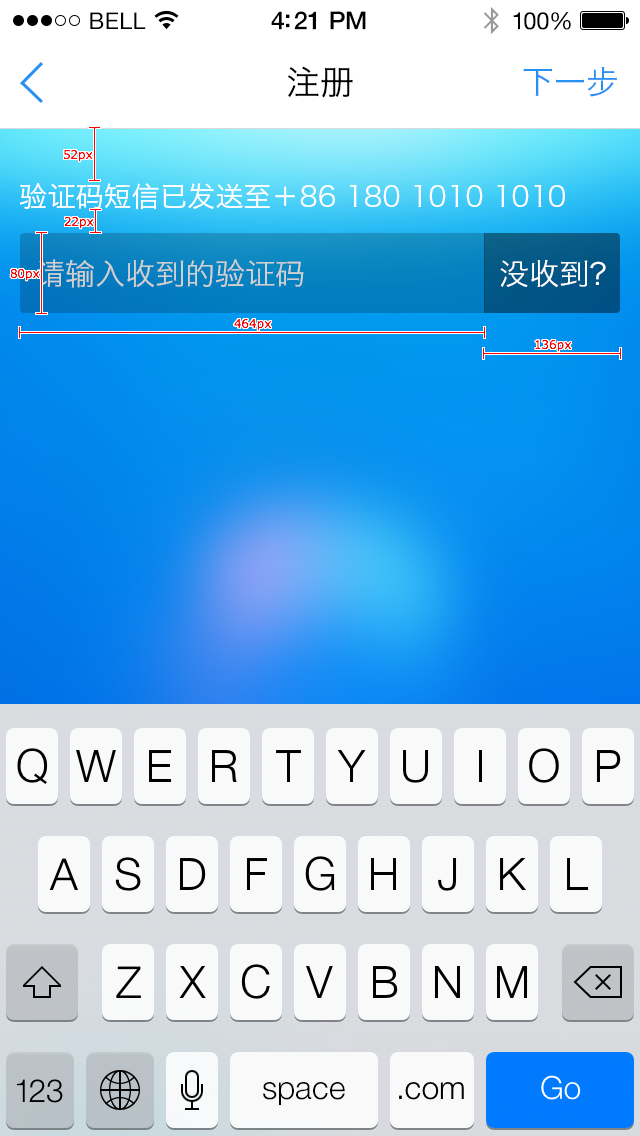 BELL 4:21 PM 100%
注册 下一步
52px
验证码短信已发送至+86 180 1010 1010
22px
80px 请输入收到的验证码 没收到?
464px
136px
Q W E R T Y U I O P
A S D F G H J K L
Z X C V B N M
123 space .com Go